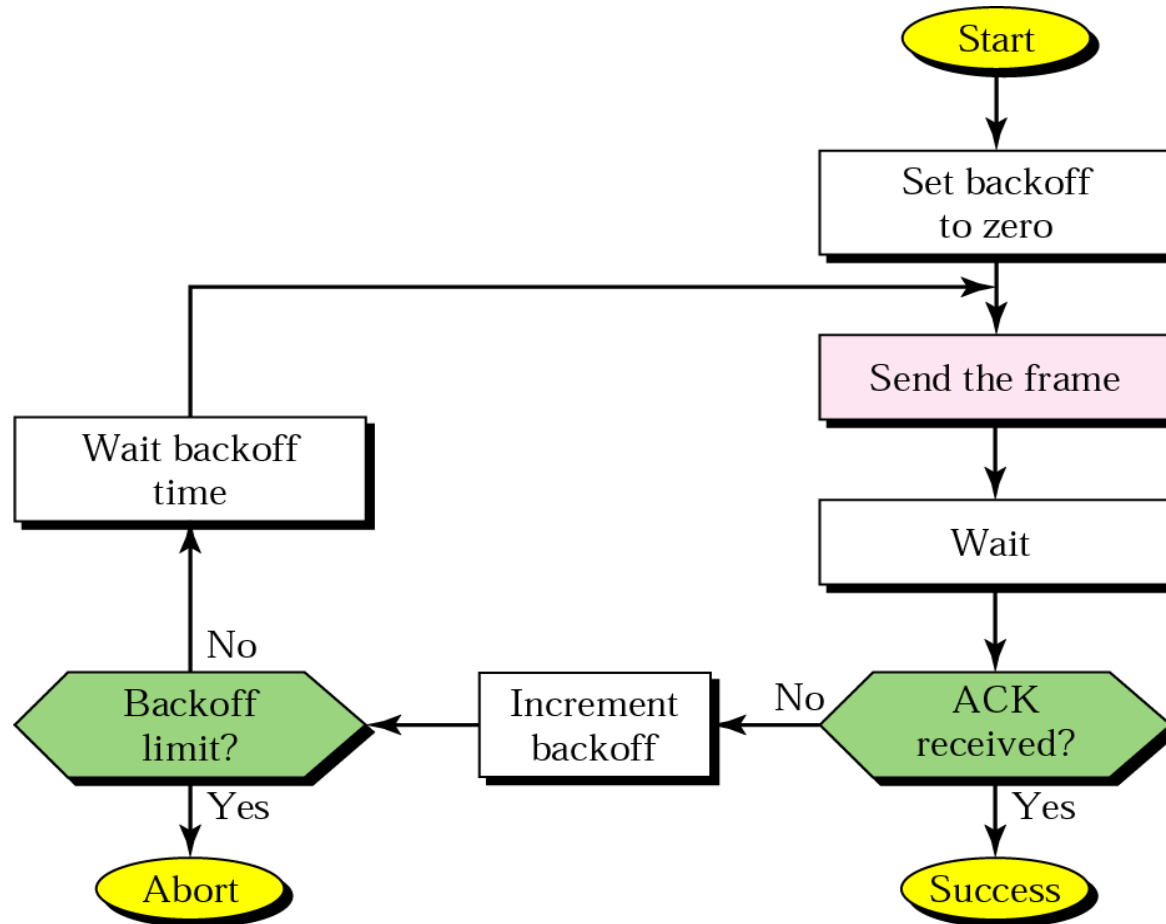 Start
Set backoff
to zero
Send the frame
Wait backoff
time
Wait
No
Backoff
limit?
Increment
backoff
No
ACK
received?
Yes
Yes
Abort
Success